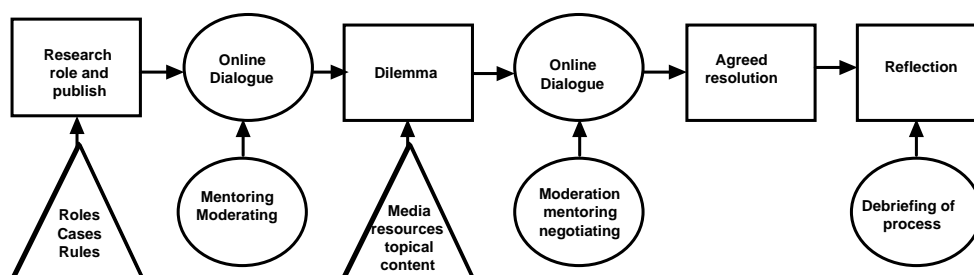 Research
role and
publish
Online
Dialogue
Dilemma
Online
Dialogue
Agreed
resolution
Reflection
Roles
Cases
Rules
Mentoring
Moderating
Media
resources
topical
content
Moderation
mentoring
negotiating
Debriefing of
process